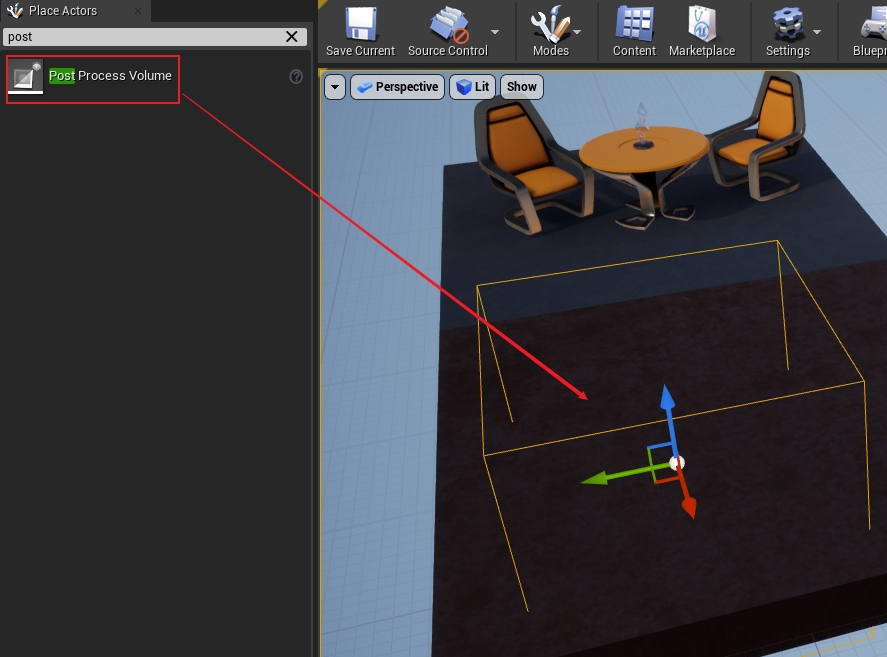 Place Actors
post
Post Process Volume
Save Current
Source Control
Modes
Content
Marketplace
Settings
Bluepr
Perspective
Lit
Show